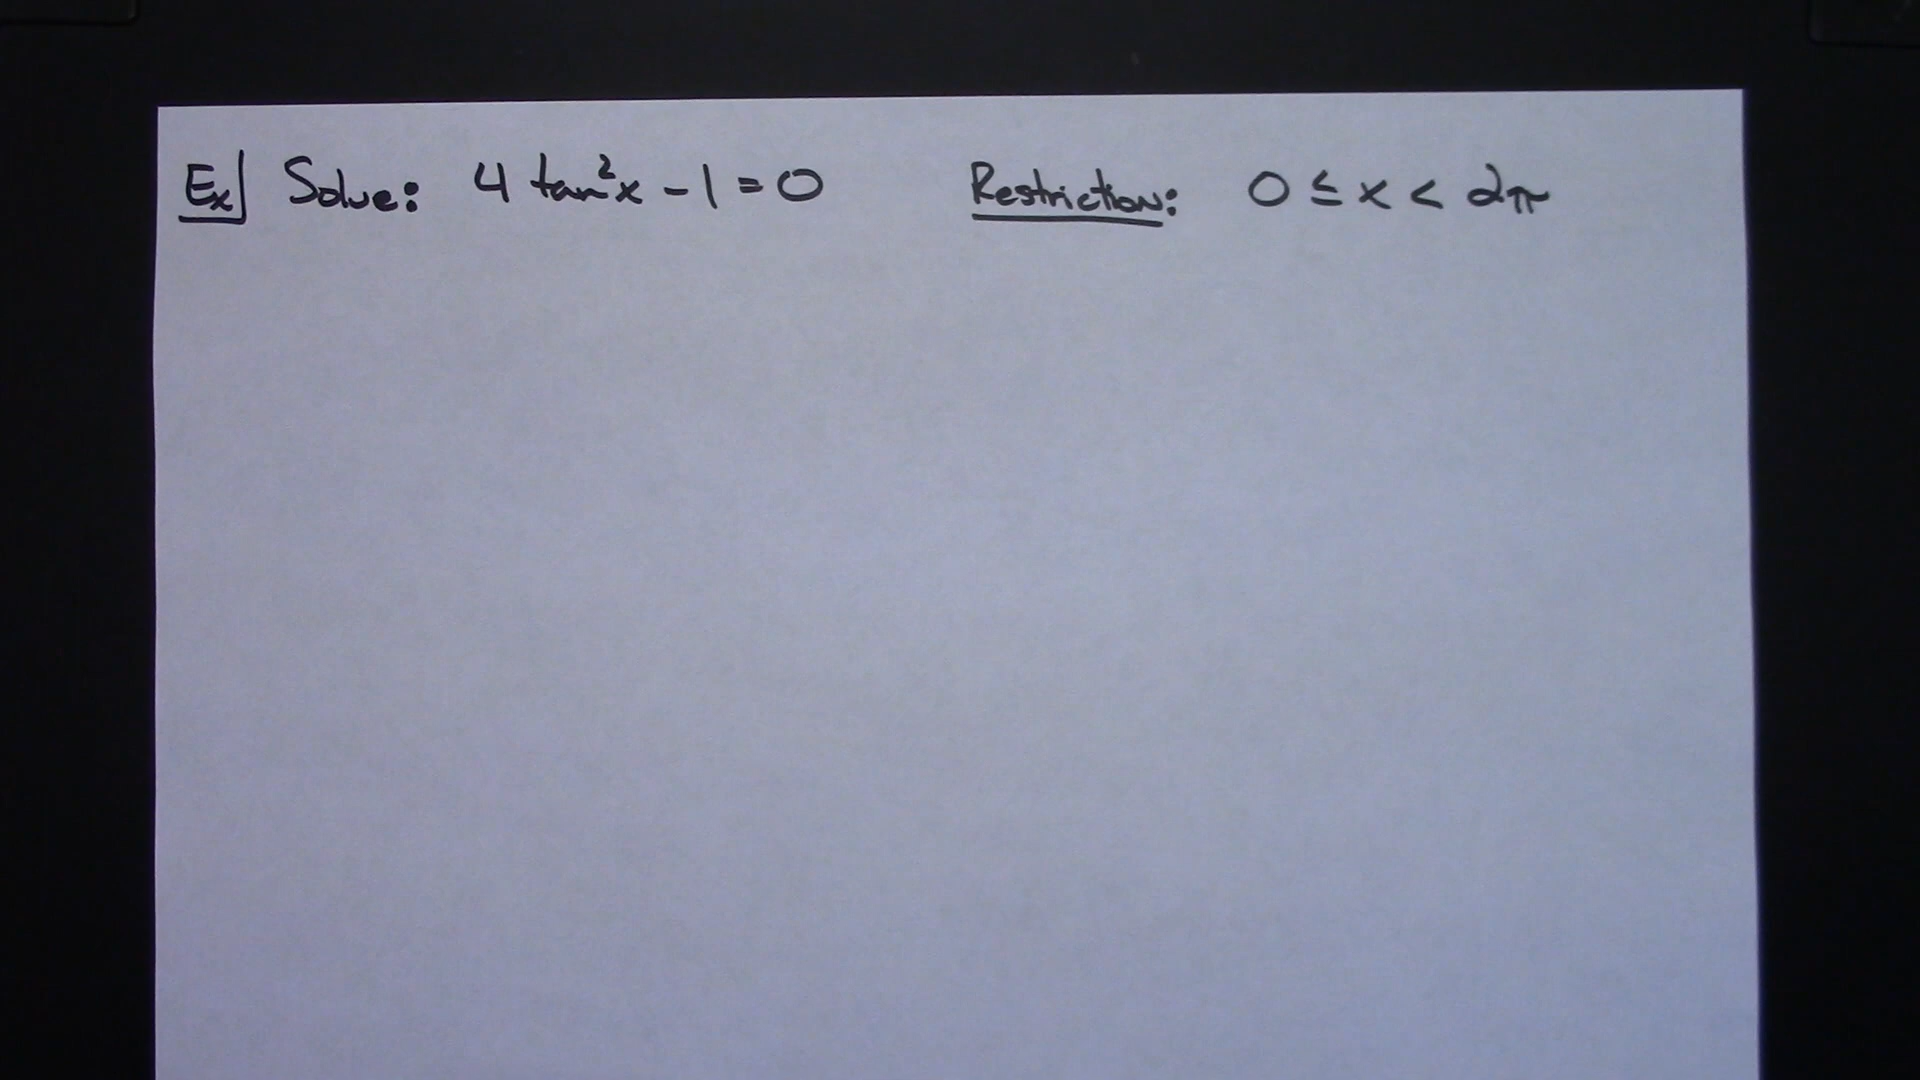 Ex Solve: 4 tan²x - 1 = 0 Restriction: 0 ≤ x < 2π